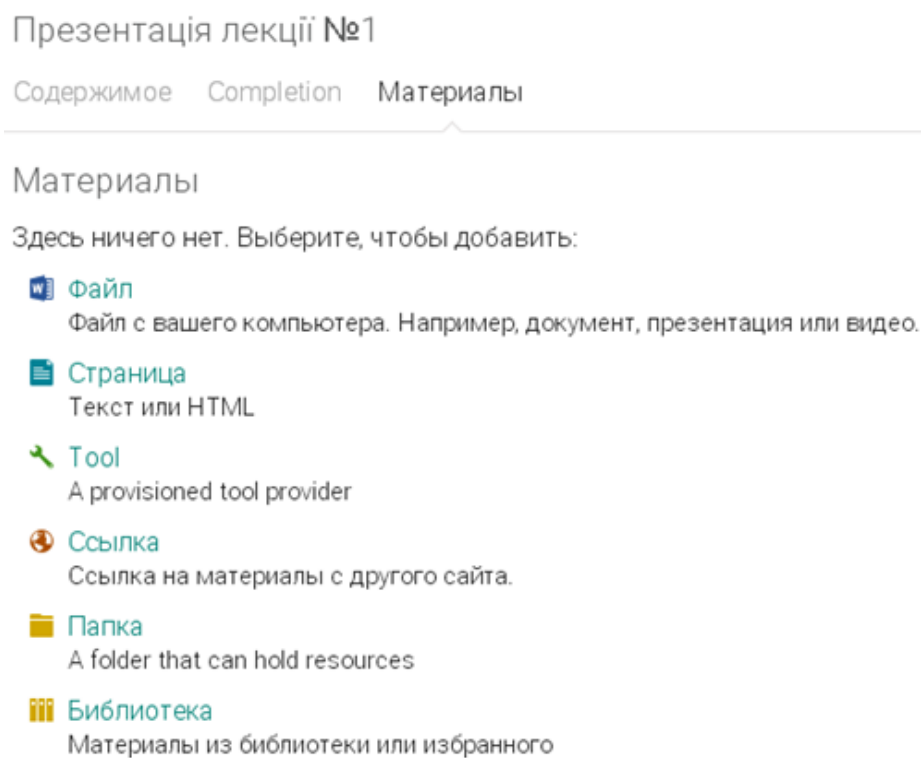 Презентація лекції №1
Содержимое Completion Материалы
Материалы
Здесь ничего нет. Выберите, чтобы добавить:
Файл
Файл с вашего компьютера. Например, документ, презентация или видео.
Страница
Текст или HTML
Tool
A provisioned tool provider
Ссылка
Ссылка на материалы с другого сайта.
Папка
A folder that can hold resources
Библиотека
Материалы из библиотеки или избранного